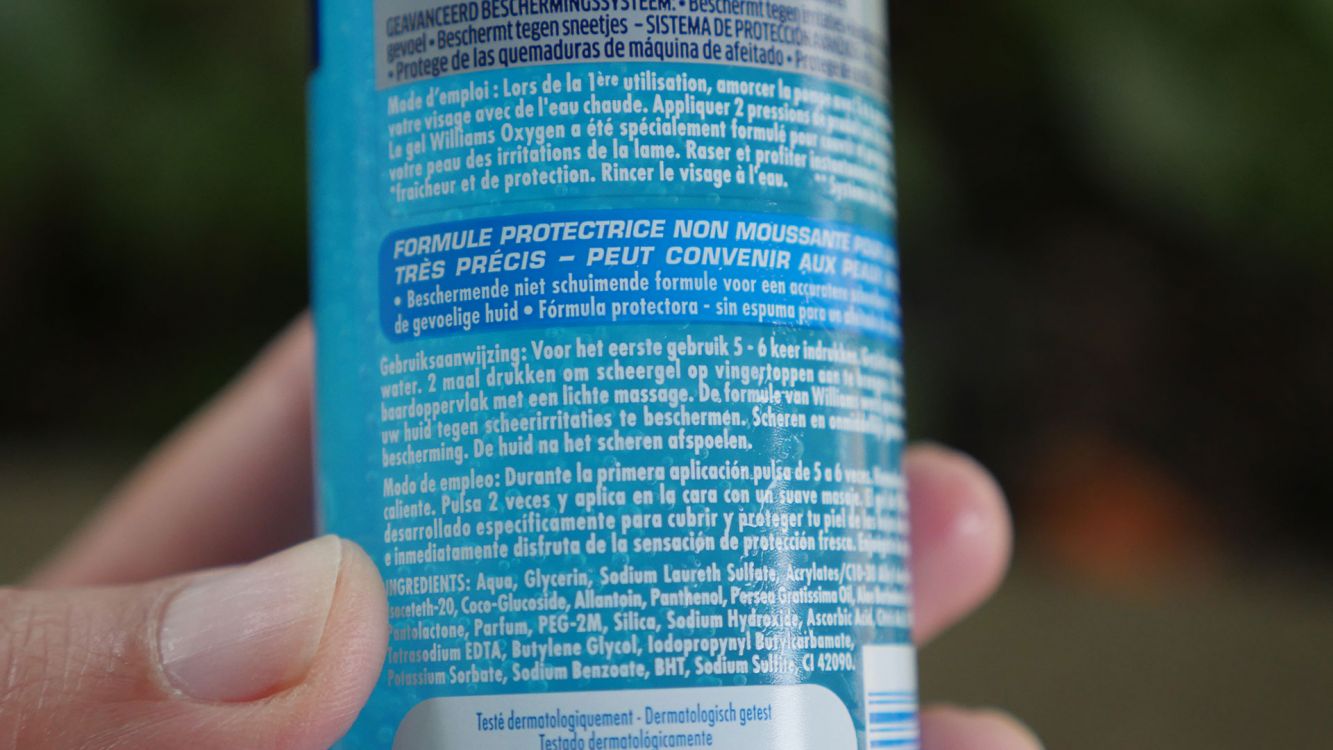 GEAVANCEERD BESCHERMINGSSYSTEEM: • Beschermt tegen
gevoel • Beschermt tegen sneetjes – SISTEMA DE PROTECCIÓN
• Protege de las quemaduras de máquina de afeitado •
Mode d'emploi : Lors de la 1ère utilisation, amorcer la
votre visage avec de l'eau chaude. Appliquer 2 pressions
Le gel Williams Oxygen a été spécialement formulé pour
votre peau des irritations de la lame. Raser et profiter
*fraîcheur et de protection. Rincer le visage à l'eau.
FORMULE PROTECTRICE NON MOUSSANTE
TRÈS PRÉCIS – PEUT CONVENIR AUX
• Beschermende niet schuimende formule voor een
de gevoelige huid • Fórmula protectora - sin espuma para
Gebruiksaanwijzing: Voor het eerste gebruik 5 - 6 keer
water. 2 maal drukken om scheergel op vingertoppen aan te
baardoppervlak met een lichte massage. De formule van
uw huid tegen scheerirritaties te beschermen. Scheren en
bescherming. De huid na het scheren afspoelen.
Modo de empleo: Durante la primera aplicación pulsa de 5 a 6 veces.
caliente. Pulsa 2 veces y aplica en la cara con un suave
desarrollado específicamente para cubrir y proteger tu piel de
e inmediatamente disfruta de la sensación de protección fresca.
INGREDIENTS: Aqua, Glycerin, Sodium Laureth Sulfate, Acrylates/C10-30
Isoceteth-20, Coco-Glucoside, Allantoin, Panthenol, Persea Gratissima Oil,
Pantolactone, Parfum, PEG-2M, Silica, Sodium Hydroxide, Ascorbic
Tetrasodium EDTA, Butylene Glycol, Iodopropynyl Butylcarbamate,
Potassium Sorbate, Sodium Benzoate, BHT, Sodium Sulfite, CI 42090.
Testé dermatologiquement - Dermatologisch getest
Testado dermatológicamente